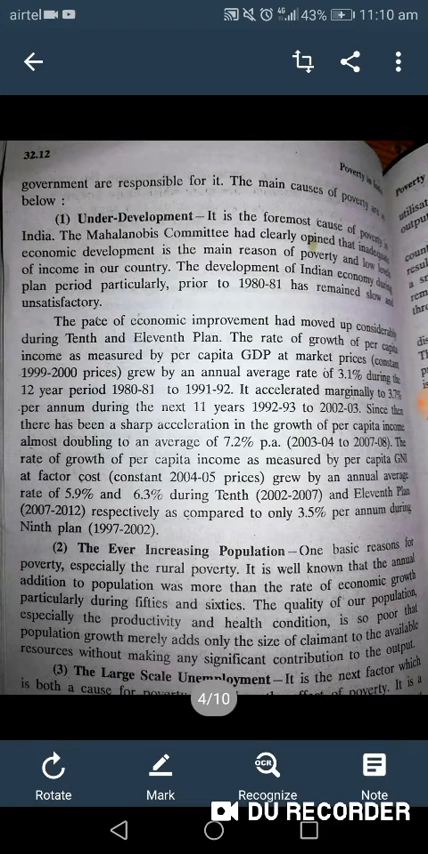 airtel 4G 43% 11:10 am
32.12
Poverty in
Poverty
government are responsible for it. The main causes of poverty are
below :
(1) Under-Development—It is the foremost cause of poverty
India. The Mahalanobis Committee had clearly opined that
economic development is the main reason of poverty and low
of income in our country. The development of Indian economy during
plan period particularly, prior to 1980-81 has remained slow and
unsatisfactory.
The pace of economic improvement had moved up
during Tenth and Eleventh Plan. The rate of growth of per capita
income as measured by per capita GDP at market prices (constant
1999-2000 prices) grew by an annual average rate of 3.1% during the
12 year period 1980-81 to 1991-92. It accelerated marginally to 3.7%
per annum during the next 11 years 1992-93 to 2002-03. Since then
there has been a sharp acceleration in the growth of per capita income
almost doubling to an average of 7.2% p.a. (2003-04 to 2007-08). The
rate of growth of per capita income as measured by per capita GNI
at factor cost (constant 2004-05 prices) grew by an annual average
rate of 5.9% and 6.3% during Tenth (2002-2007) and Eleventh Plan
(2007-2012) respectively as compared to only 3.5% per annum during
Ninth plan (1997-2002).
(2) The Ever Increasing Population—One basic reasons for
poverty, especially the rural poverty. It is well known that the annual
addition to population was more than the rate of economic growth
particularly during fifties and sixties. The quality of our population,
especially the productivity and health condition, is so poor that
population growth merely adds only the size of claimant to the available
resources without making any significant contribution to the output.
(3) The Large Scale Unemployment—It is the next factor which
is both a cause for of poverty. It is a
4/10
Rotate Mark OCR Recognize Note
DU RECORDER